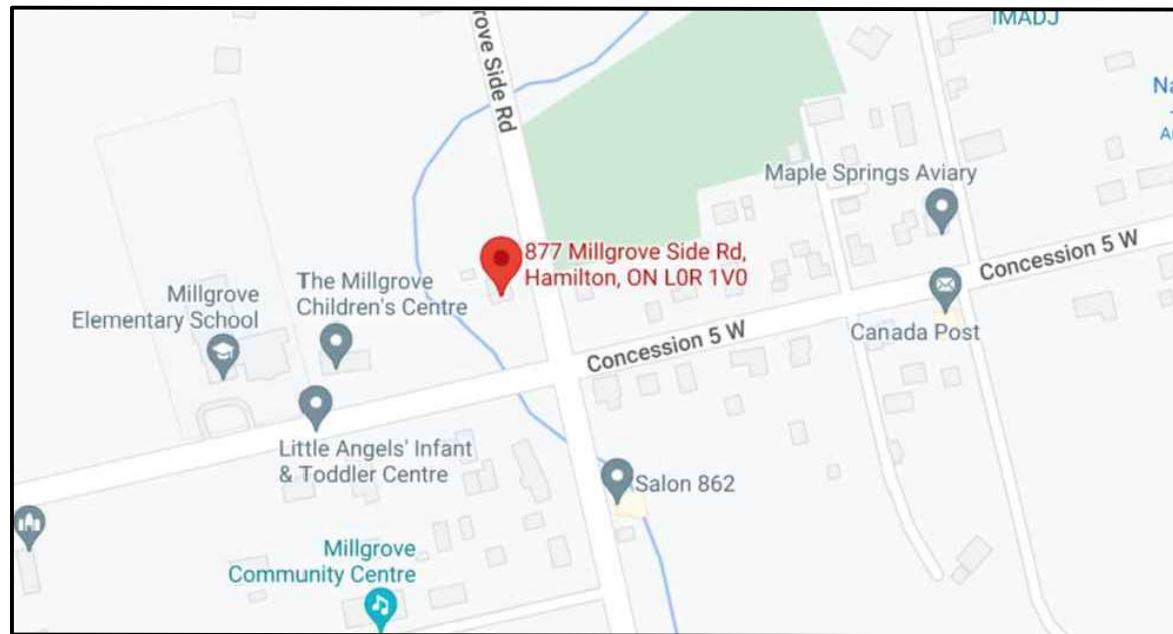 IMADJ
rove Side Rd
Na
Maple Springs Aviary
877 Millgrove Side Rd,
Hamilton, ON L0R 1V0
Concession 5 W
The Millgrove
Children's Centre
Millgrove
Elementary School
Canada Post
Concession 5 W
Little Angels' Infant
& Toddler Centre
Salon 862
Millgrove
Community Centre